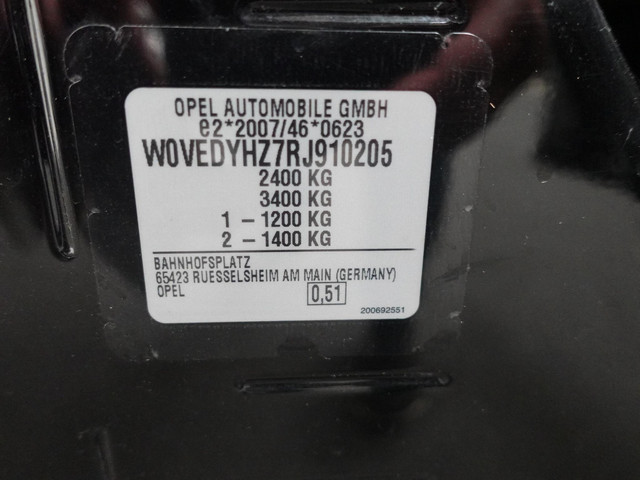 OPEL AUTOMOBILE GMBH
e2*2007/46*0623
W0VEDYHZ7RJ910205
2400 KG
3400 KG
1 - 1200 KG
2 - 1400 KG
BAHNHOFSPLATZ
65423 RUESSELSHEIM AM MAIN (GERMANY)
OPEL 0,51
200692551